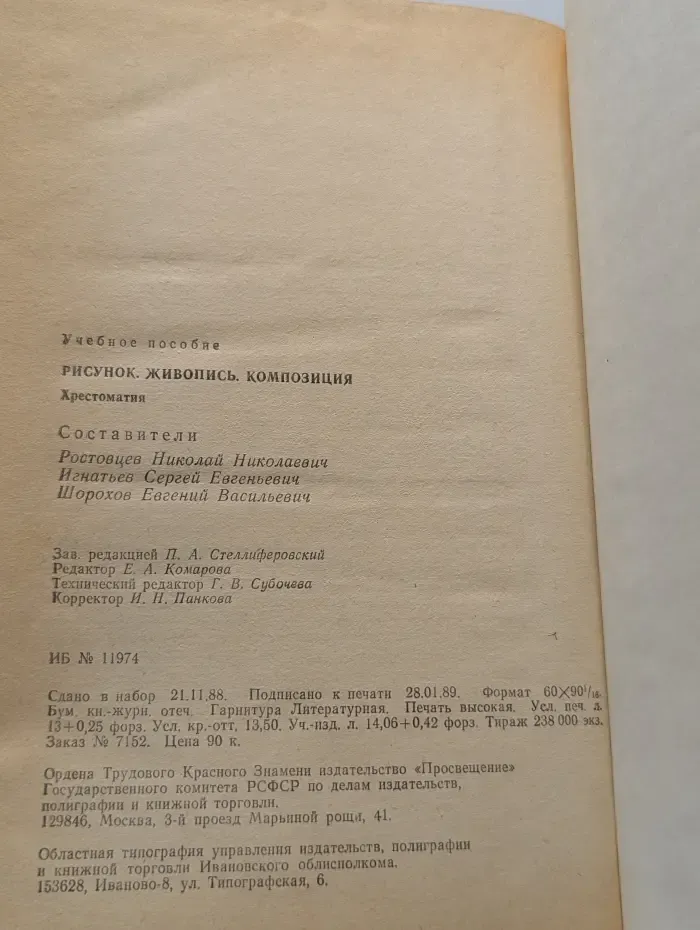 Учебное пособие
РИСУНОК. ЖИВОПИСЬ. КОМПОЗИЦИЯ
Хрестоматия
Составители
Ростовцев Николай Николаевич
Игнатьев Сергей Евгеньевич
Шорохов Евгений Васильевич
Зав. редакцией П. А. Стеллиферовский
Редактор Е. А. Комарова
Технический редактор Г. В. Субочева
Корректор И. Н. Панкова
ИБ № 11974
Сдано в набор 21.11.88. Подписано к печати 28.01.89. Формат 60×90¹/₁₆.
Бум. кн.-журн. отеч. Гарнитура Литературная. Печать высокая. Усл. печ. л.
13+0,25 форз. Усл. кр.-отт. 13,50. Уч.-изд. л. 14,06+0,42 форз. Тираж 238 000 экз.
Заказ № 7152. Цена 90 к.
Ордена Трудового Красного Знамени издательство «Просвещение»
Государственного комитета РСФСР по делам издательств,
полиграфии и книжной торговли.
129846, Москва, 3-й проезд Марьиной рощи, 41.
Областная типография управления издательств, полиграфии
и книжной торговли Ивановского облисполкома.
153628, Иваново-8, ул. Типографская, 6.